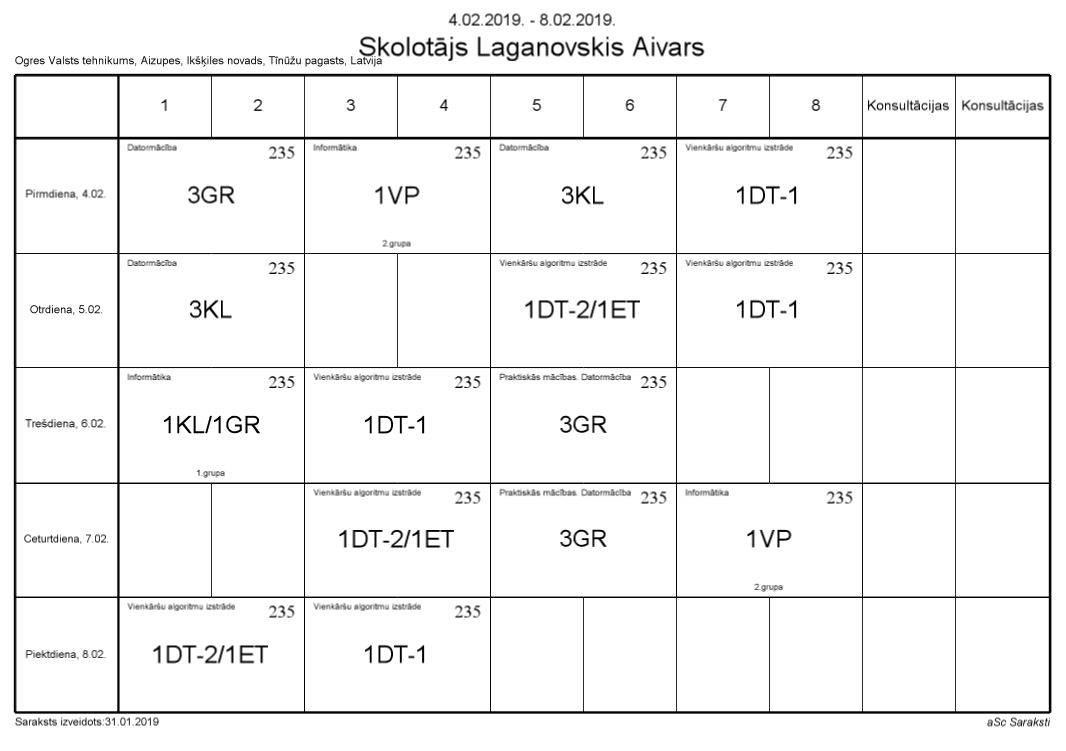 4.02.2019. - 8.02.2019.
Skolotājs Laganovskis Aivars
Ogres Valsts tehnikums, Aizupes, Ikšķiles novads, Tīnūžu pagasts, Latvija
1 2 3 4 5 6 7 8 Konsultācijas Konsultācijas
Datormācība 235 Informātika 235 Datormācība 235 Vienkāršu algoritmu izstrāde 235
Pirmdiena, 4.02. 3GR 1VP 3KL 1DT-1
2.grupa
Datormācība 235 Vienkāršu algoritmu izstrāde 235 Vienkāršu algoritmu izstrāde 235
Otrdiena, 5.02. 3KL 1DT-2/1ET 1DT-1
Informātika 235 Vienkāršu algoritmu izstrāde 235 Praktiskās mācības. Datormācība 235
Trešdiena, 6.02. 1KL/1GR 1DT-1 3GR
1.grupa
Vienkāršu algoritmu izstrāde 235 Praktiskās mācības. Datormācība 235 Informātika 235
Ceturtdiena, 7.02. 1DT-2/1ET 3GR 1VP
2.grupa
Vienkāršu algoritmu izstrāde 235 Vienkāršu algoritmu izstrāde 235
Piektdiena, 8.02. 1DT-2/1ET 1DT-1
Saraksts izveidots:31.01.2019 aSc Saraksti